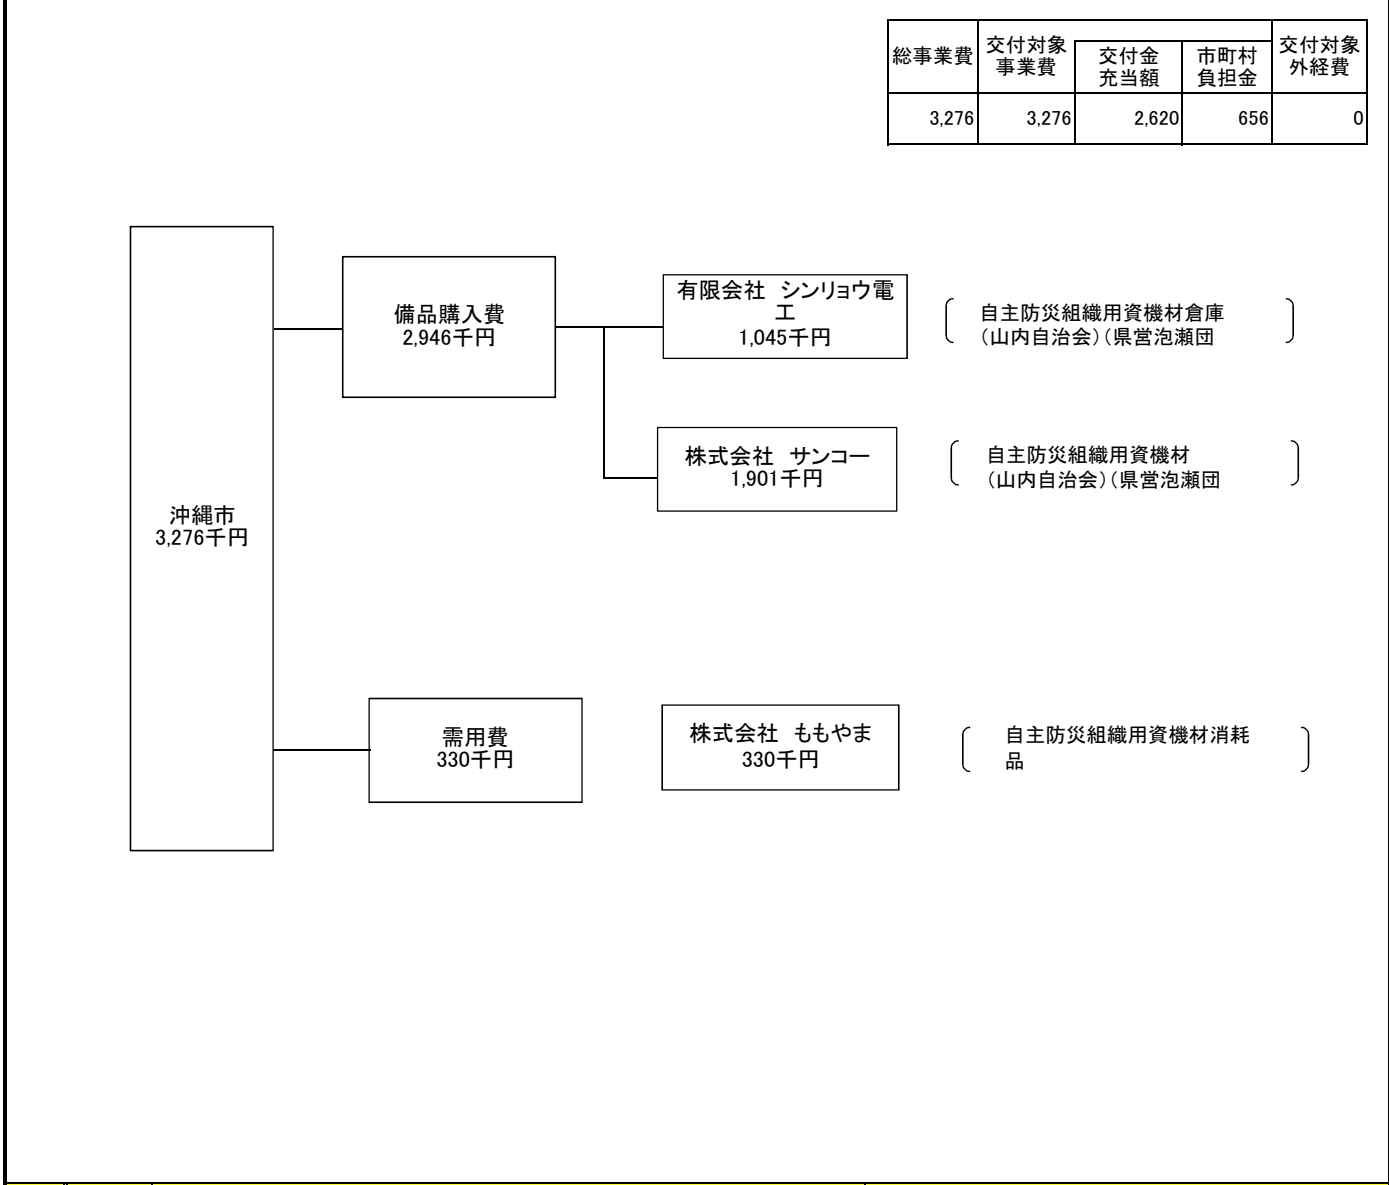 総事業費 交付対象事業費 交付金充当額 市町村負担金 交付対象外経費
3,276 3,276 2,620 656 0
備品購入費
2,946千円
有限会社 シンリョウ電
工
1,045千円
自主防災組織用資機材倉庫
（山内自治会）（県営泡瀬団
株式会社 サンコー
1,901千円
自主防災組織用資機材
（山内自治会）（県営泡瀬団
沖縄市
3,276千円
需用費
330千円
株式会社 ももやま
330千円
自主防災組織用資機材消耗
品